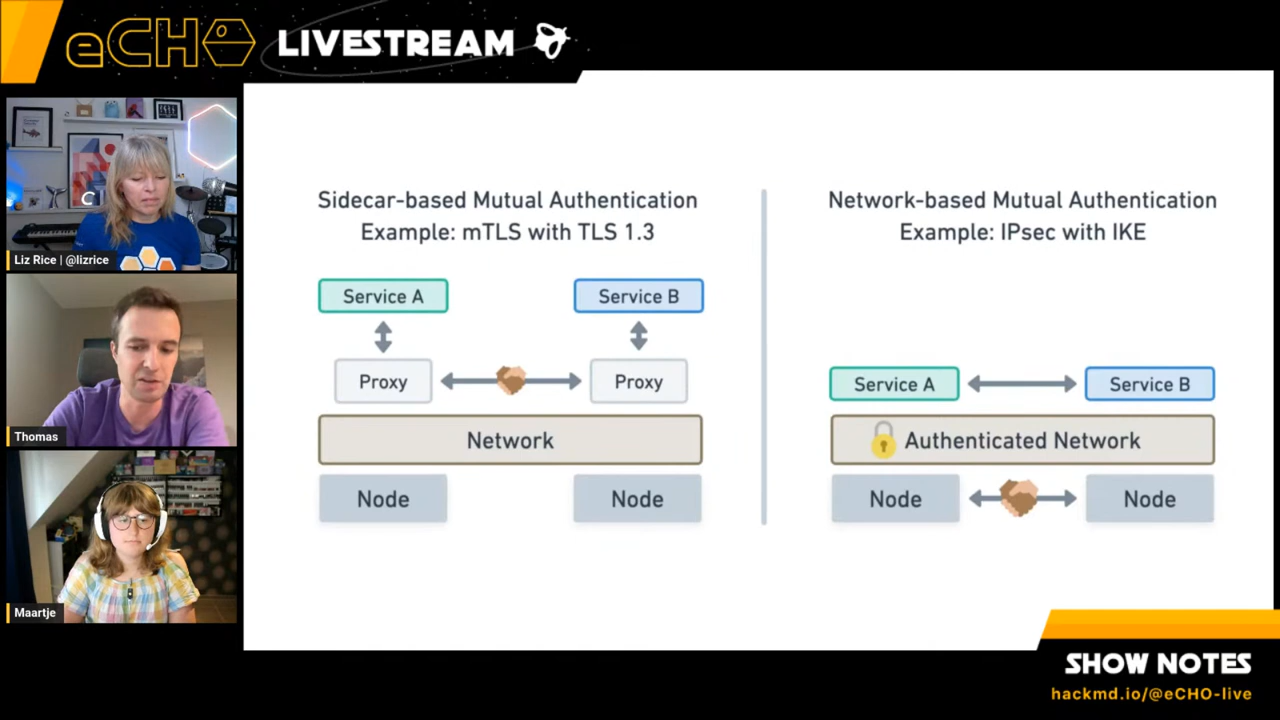 eCHO LIVESTREAM
Liz Rice | @lizrice
Thomas
Maartje
Sidecar-based Mutual Authentication
Example: mTLS with TLS 1.3
Service A
Service B
Proxy
Proxy
Network
Node
Node
Network-based Mutual Authentication
Example: IPsec with IKE
Service A
Service B
Authenticated Network
Node
Node
SHOW NOTES
hackmd.io/@eCHO-live